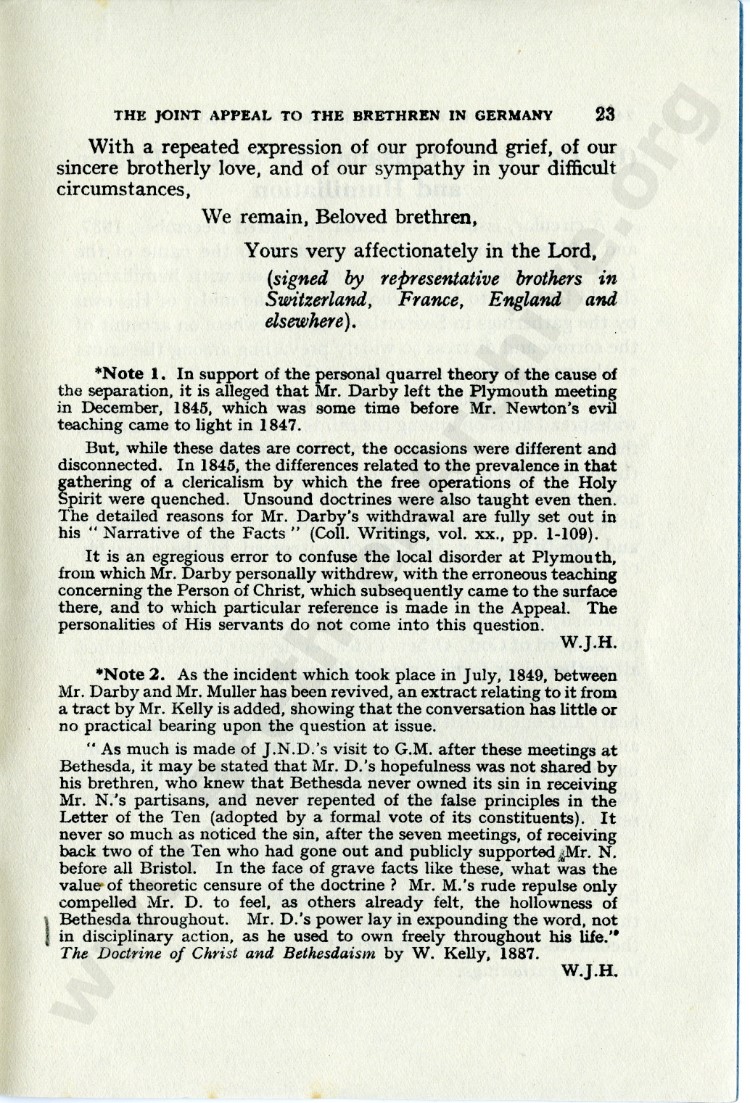 THE JOINT APPEAL TO THE BRETHREN IN GERMANY 23
With a repeated expression of our profound grief, of our
sincere brotherly love, and of our sympathy in your difficult
circumstances,
We remain, Beloved brethren,
Yours very affectionately in the Lord,
(signed by representative brothers in
Switzerland, France, England and
elsewhere).
*Note 1. In support of the personal quarrel theory of the cause of
the separation, it is alleged that Mr. Darby left the Plymouth meeting
in December, 1845, which was some time before Mr. Newton's evil
teaching came to light in 1847.
But, while these dates are correct, the occasions were different and
disconnected. In 1845, the differences related to the prevalence in that
gathering of a clericalism by which the free operations of the Holy
Spirit were quenched. Unsound doctrines were also taught even then.
The detailed reasons for Mr. Darby's withdrawal are fully set out in
his " Narrative of the Facts " (Coll. Writings, vol. xx., pp. 1-109).
It is an egregious error to confuse the local disorder at Plymouth,
from which Mr. Darby personally withdrew, with the erroneous teaching
concerning the Person of Christ, which subsequently came to the surface
there, and to which particular reference is made in the Appeal. The
personalities of His servants do not come into this question.
W.J.H.
*Note 2. As the incident which took place in July, 1849, between
Mr. Darby and Mr. Muller has been revived, an extract relating to it from
a tract by Mr. Kelly is added, showing that the conversation has little or
no practical bearing upon the question at issue.
" As much is made of J.N.D.'s visit to G.M. after these meetings at
Bethesda, it may be stated that Mr. D.'s hopefulness was not shared by
his brethren, who knew that Bethesda never owned its sin in receiving
Mr. N.'s partisans, and never repented of the false principles in the
Letter of the Ten (adopted by a formal vote of its constituents). It
never so much as noticed the sin, after the seven meetings, of receiving
back two of the Ten who had gone out and publicly supported Mr. N.
before all Bristol. In the face of grave facts like these, what was the
value of theoretic censure of the doctrine ? Mr. M.'s rude repulse only
compelled Mr. D. to feel, as others already felt, the hollowness of
Bethesda throughout. Mr. D.'s power lay in expounding the word, not
in disciplinary action, as he used to own freely throughout his life."
The Doctrine of Christ and Bethesdaism by W. Kelly, 1887.
W.J.H.